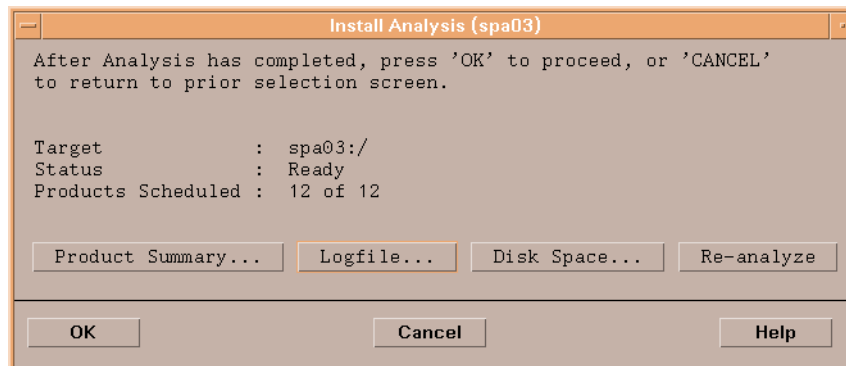 Install Analysis (spa03)
After Analysis has completed, press 'OK' to proceed, or 'CANCEL'
to return to prior selection screen.
Target : spa03:/
Status : Ready
Products Scheduled : 12 of 12
Product Summary... Logfile... Disk Space... Re-analyze
OK Cancel Help